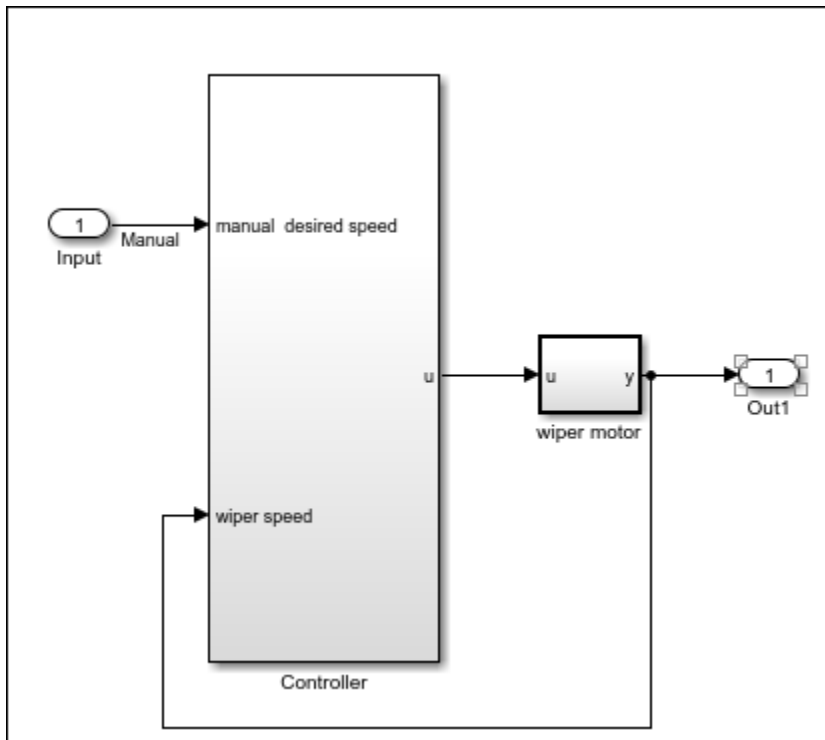 1
Manual
Input
manual  desired speed
u
wiper speed
Controller
u
y
wiper motor
1
Out1